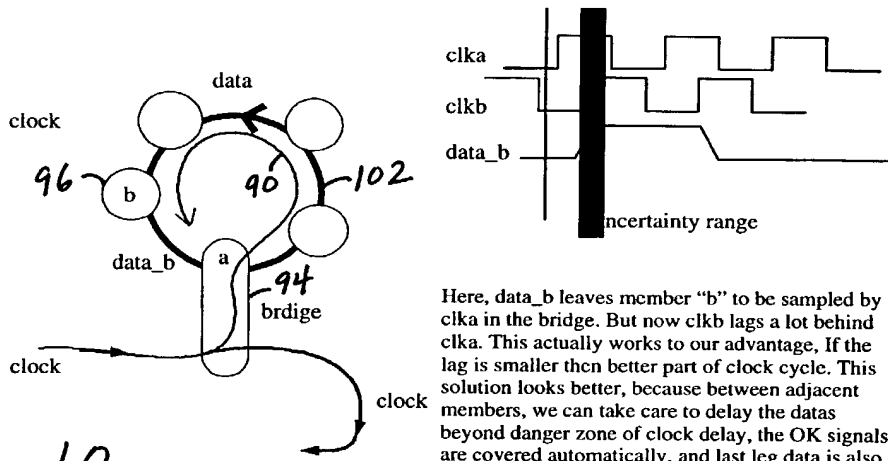 data
clock
96
b
90
102
data_b
a
94
brdige
clock
clock
10
clka
clkb
data_b
ncertainty range
Here, data_b leaves member "b" to be sampled by
clka in the bridge. But now clkb lags a lot behind
clka. This actually works to our advantage, If the
lag is smaller then better part of clock cycle. This
solution looks better, because between adjacent
members, we can take care to delay the datas
beyond danger zone of clock delay, the OK signals
are covered automatically, and last leg data is also